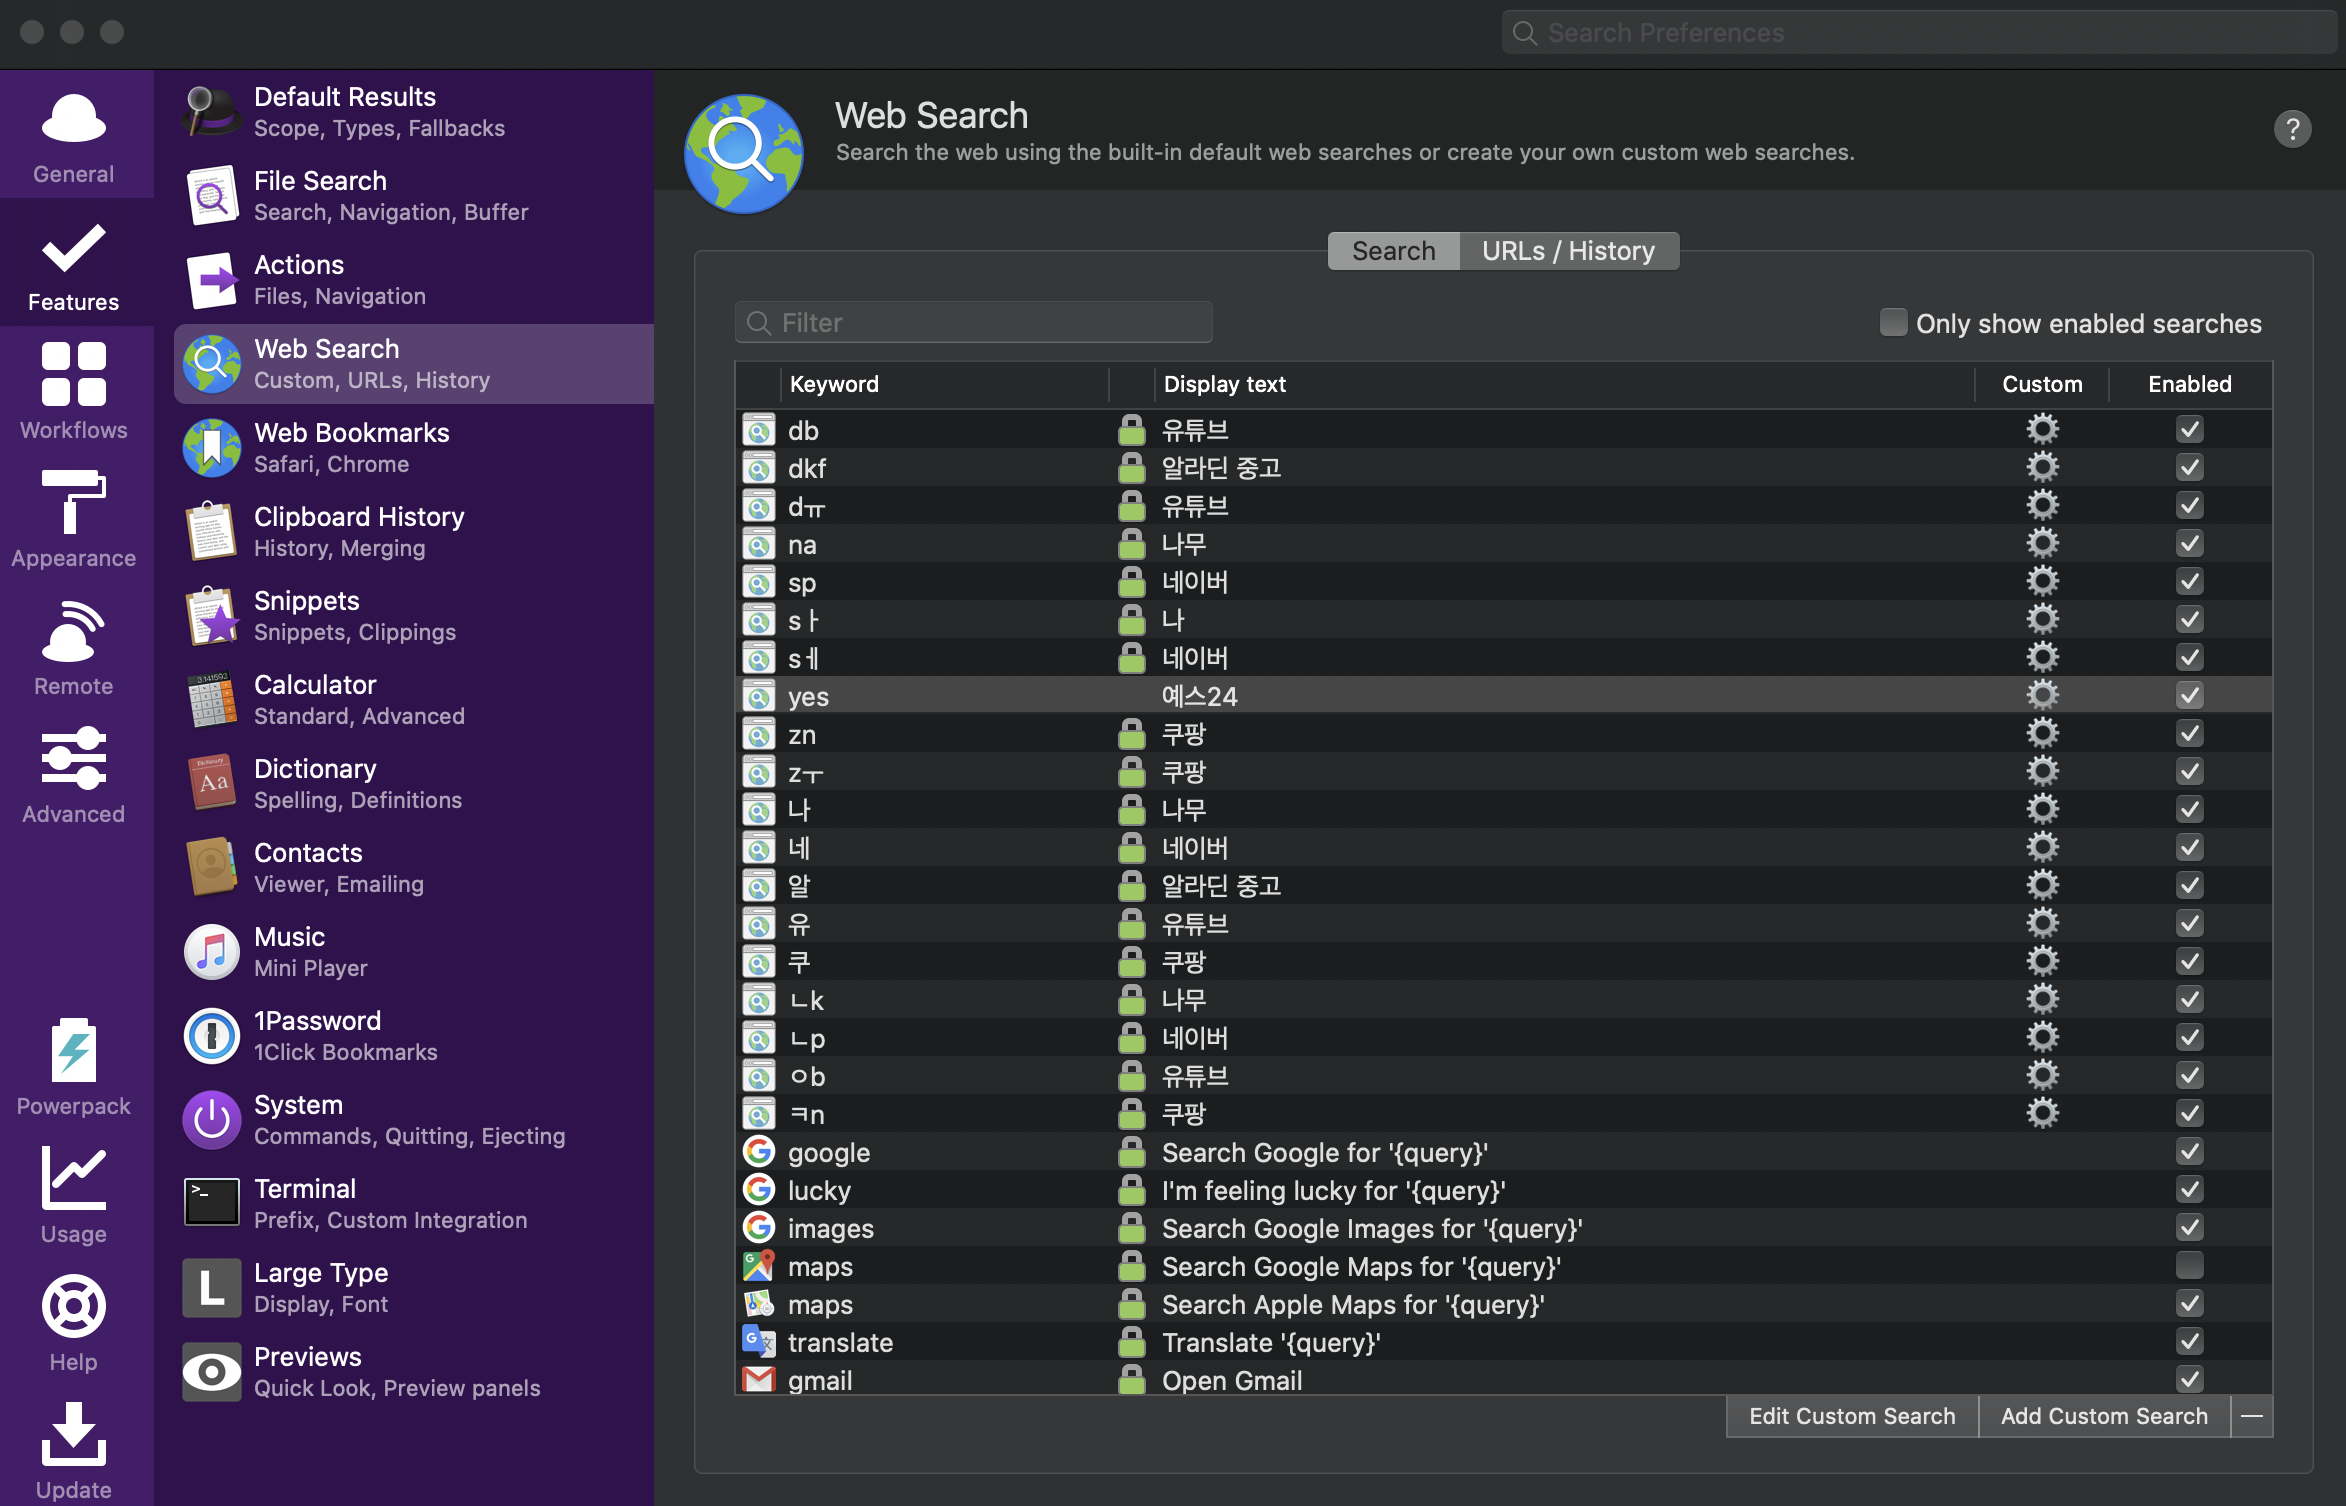 Search Preferences
General
Features
Workflows
Appearance
Remote
Advanced
Powerpack
Usage
Help
Update
Default Results
Scope, Types, Fallbacks
File Search
Search, Navigation, Buffer
Actions
Files, Navigation
Web Search
Custom, URLs, History
Web Bookmarks
Safari, Chrome
Clipboard History
History, Merging
Snippets
Snippets, Clippings
Calculator
Standard, Advanced
Dictionary
Spelling, Definitions
Contacts
Viewer, Emailing
Music
Mini Player
1Password
1Click Bookmarks
System
Commands, Quitting, Ejecting
Terminal
Prefix, Custom Integration
Large Type
Display, Font
Previews
Quick Look, Preview panels
Web Search
Search the web using the built-in default web searches or create your own custom web searches.
?
Search URLs / History
Filter
Only show enabled searches
Keyword Display text Custom Enabled
db 유튜브
dkf 알라딘 중고
dㅠ 유튜브
na 나무
sp 네이버
sㅏ 나
sㅔ 네이버
yes 예스24
zn 쿠팡
zㅜ 쿠팡
나 나무
네 네이버
알 알라딘 중고
유 유튜브
쿠 쿠팡
ㄴk 나무
ㄴp 네이버
ㅇb 유튜브
ㅋn 쿠팡
google Search Google for '{query}'
lucky I'm feeling lucky for '{query}'
images Search Google Images for '{query}'
maps Search Google Maps for '{query}'
maps Search Apple Maps for '{query}'
translate Translate '{query}'
gmail Open Gmail
Edit Custom Search Add Custom Search —